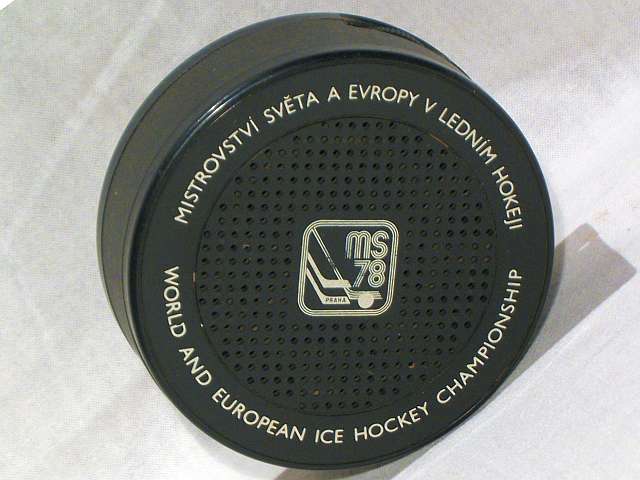 MISTROVSTVÍ SVĚTA A EVROPY V LEDNÍM HOKEJI
MS
78
PRAHA
WORLD AND EUROPEAN ICE HOCKEY CHAMPIONSHIP